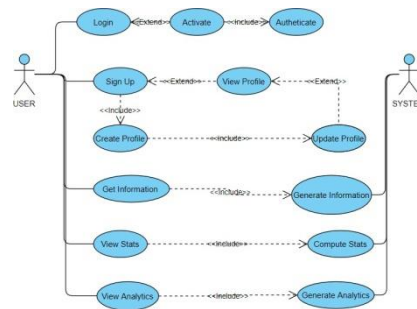 Login
<<Extend>>
Activate
<<Include>>
Autheticate
Sign Up
<<Extend>>
View Profile
<<Extend>>
USER
SYSTE
<<Include>>
Create Profile
<<Include>>
Update Profile
Get Information
<<Include>>
Generate Information
View Stats
<<Include>>
Compute Stats
View Analytics
<<Include>>
Generate Analytics